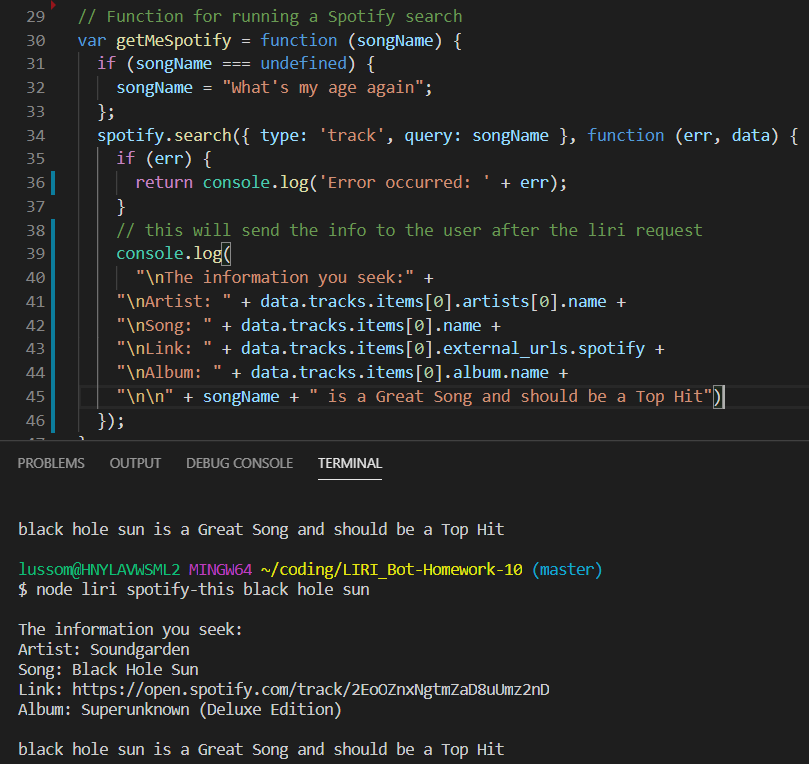 29 // Function for running a Spotify search
30 var getMeSpotify = function (songName) {
31 if (songName === undefined) {
32 songName = "What's my age again";
33 };
34 spotify.search({ type: 'track', query: songName }, function (err, data) {
35 if (err) {
36 return console.log('Error occurred: ' + err);
37 }
38 // this will send the info to the user after the liri request
39 console.log(
40 "\nThe information you seek:" +
41 "\nArtist: " + data.tracks.items[0].artists[0].name +
42 "\nSong: " + data.tracks.items[0].name +
43 "\nLink: " + data.tracks.items[0].external_urls.spotify +
44 "\nAlbum: " + data.tracks.items[0].album.name +
45 "\n\n" + songName + " is a Great Song and should be a Top Hit")
46 });
PROBLEMS OUTPUT DEBUG CONSOLE TERMINAL
black hole sun is a Great Song and should be a Top Hit
lussom@HNYLAVWSML2 MINGW64 ~/coding/LIRI_Bot-Homework-10 (master)
$ node liri spotify-this black hole sun
The information you seek:
Artist: Soundgarden
Song: Black Hole Sun
Link: https://open.spotify.com/track/2EoOZnxNgtmZaD8uUmz2nD
Album: Superunknown (Deluxe Edition)
black hole sun is a Great Song and should be a Top Hit